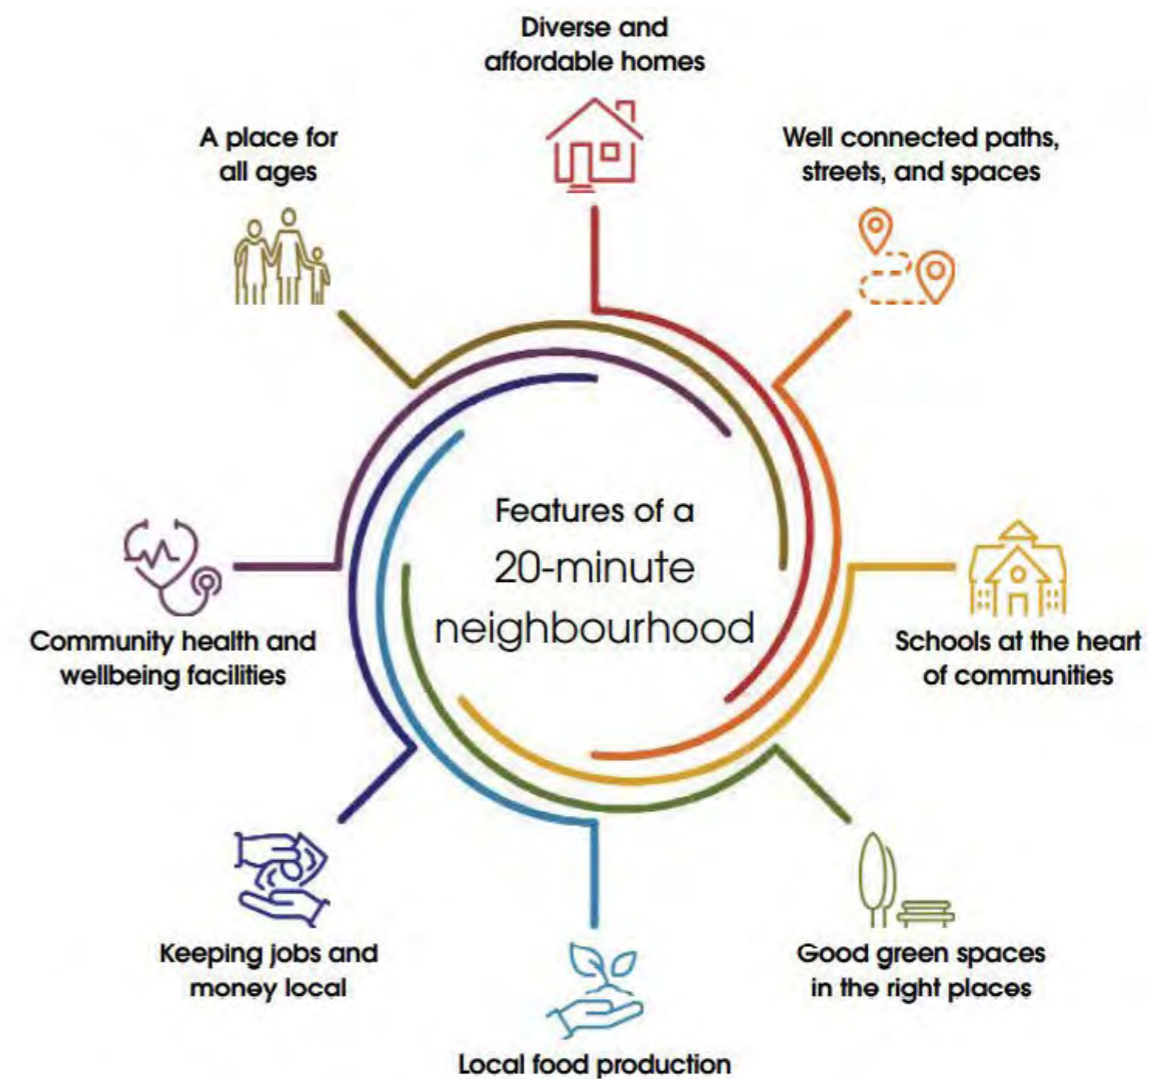 Diverse and
affordable homes
A place for
all ages
Well connected paths,
streets, and spaces
Features of a
20-minute
neighbourhood
Community health and
wellbeing facilities
Schools at the heart
of communities
Keeping jobs and
money local
Good green spaces
in the right places
Local food production